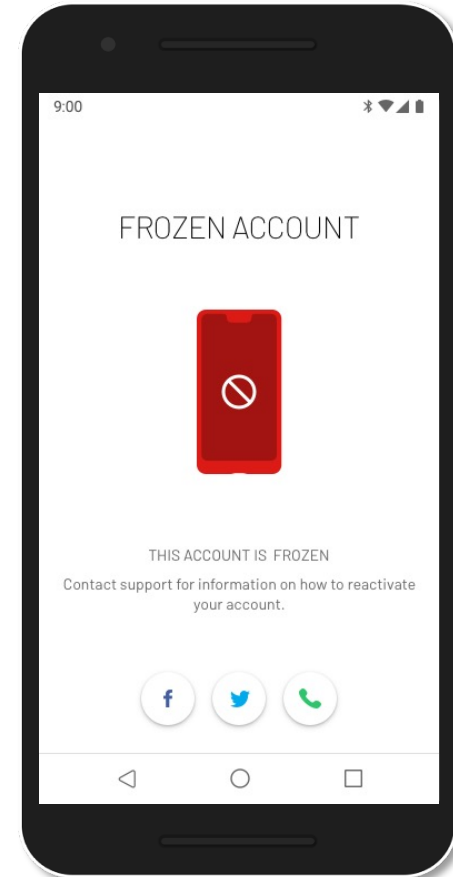 9:00
FROZEN ACCOUNT
THIS ACCOUNT IS FROZEN
Contact support for information on how to reactivate
your account.